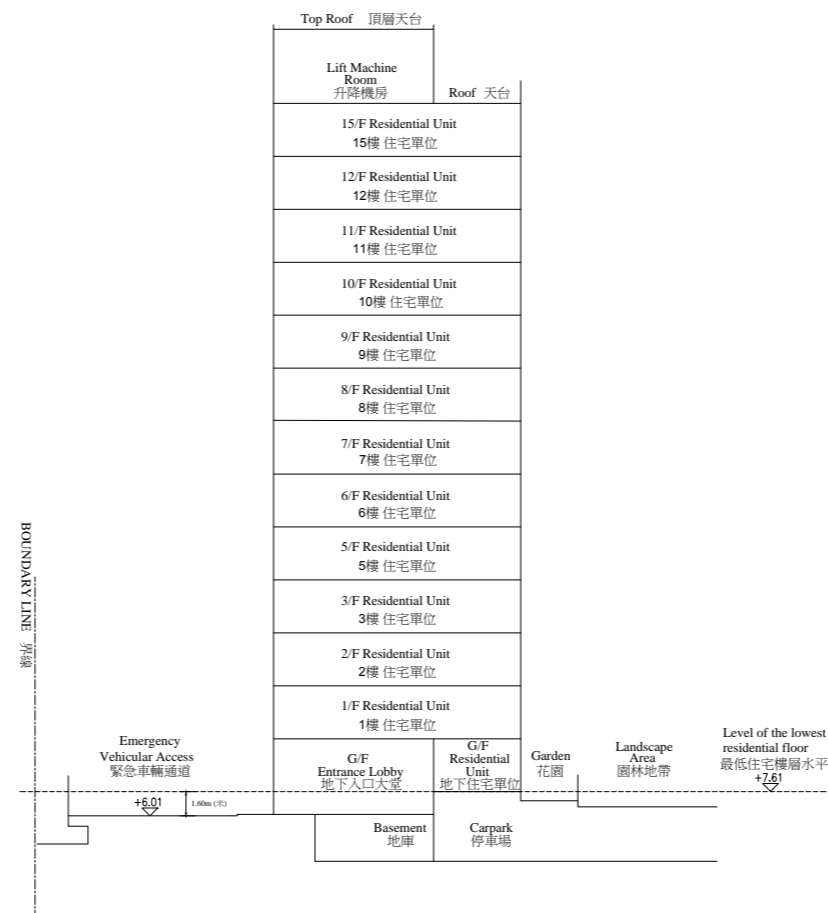 Top Roof 頂層天台
Lift Machine
Room
升降機房
Roof 天台
15/F Residential Unit
15樓 住宅單位
12/F Residential Unit
12樓 住宅單位
11/F Residential Unit
11樓 住宅單位
10/F Residential Unit
10樓 住宅單位
9/F Residential Unit
9樓 住宅單位
8/F Residential Unit
8樓 住宅單位
7/F Residential Unit
7樓 住宅單位
6/F Residential Unit
6樓 住宅單位
5/F Residential Unit
5樓 住宅單位
3/F Residential Unit
3樓 住宅單位
2/F Residential Unit
2樓 住宅單位
1/F Residential Unit
1樓 住宅單位
BOUNDARY LINE 界線
Emergency
Vehicular Access
緊急車輛通道
+6.01
1.60m (米)
G/F
Entrance Lobby
地下入口大堂
G/F
Residential
Unit
地下住宅單位
Garden
花園
Landscape
Area
園林地帶
Level of the lowest
residential floor
最低住宅樓層水平
+7.61
Basement
地庫
Carpark
停車場